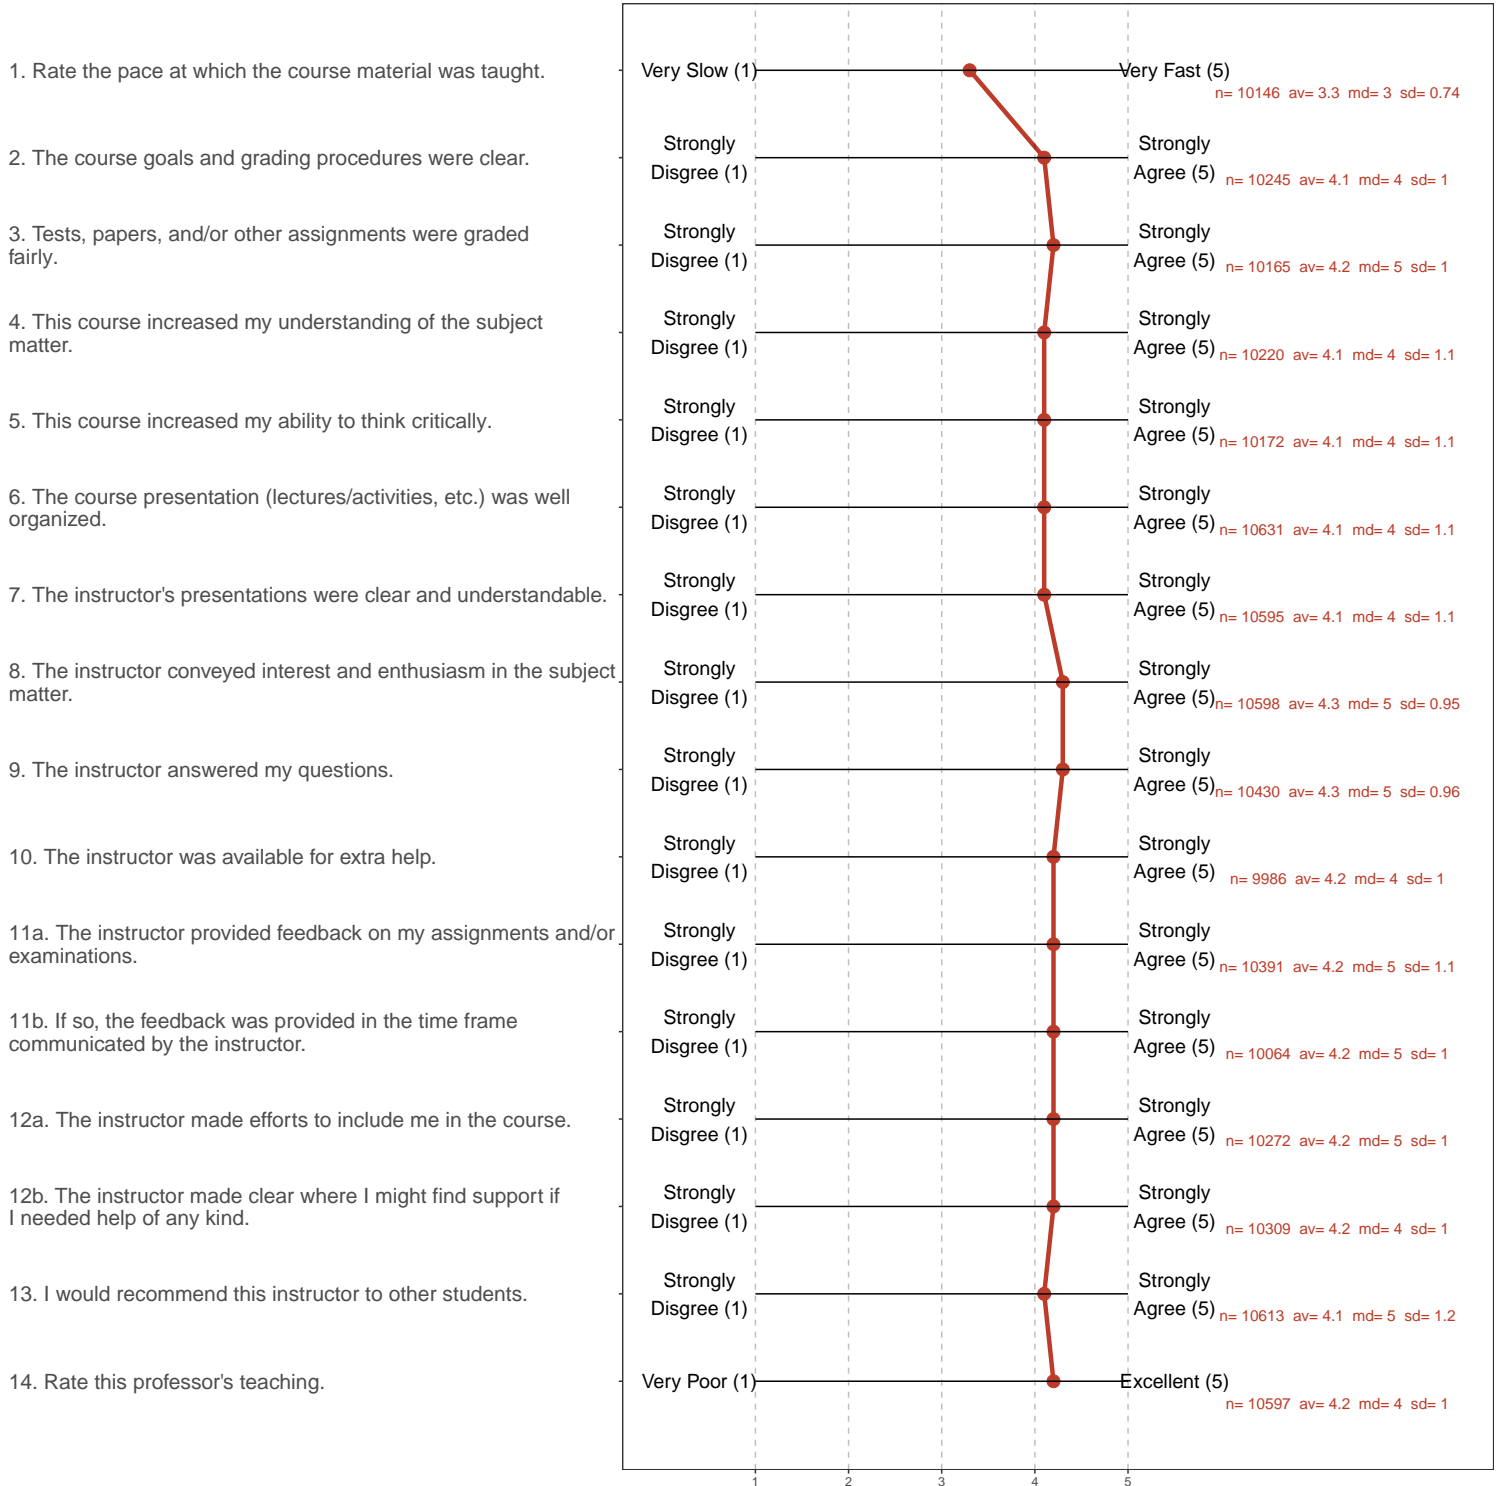 1. Rate the pace at which the course material was taught.
Very Slow (1)
Very Fast (5)
n= 10146 av= 3.3 md= 3 sd= 0.74
2. The course goals and grading procedures were clear.
Strongly
Disgree (1)
Strongly
Agree (5)
n= 10245 av= 4.1 md= 4 sd= 1
3. Tests, papers, and/or other assignments were graded
fairly.
Strongly
Disgree (1)
Strongly
Agree (5)
n= 10165 av= 4.2 md= 5 sd= 1
4. This course increased my understanding of the subject
matter.
Strongly
Disgree (1)
Strongly
Agree (5)
n= 10220 av= 4.1 md= 4 sd= 1.1
5. This course increased my ability to think critically.
Strongly
Disgree (1)
Strongly
Agree (5)
n= 10172 av= 4.1 md= 4 sd= 1.1
6. The course presentation (lectures/activities, etc.) was well
organized.
Strongly
Disgree (1)
Strongly
Agree (5)
n= 10631 av= 4.1 md= 4 sd= 1.1
7. The instructor's presentations were clear and understandable.
Strongly
Disgree (1)
Strongly
Agree (5)
n= 10595 av= 4.1 md= 4 sd= 1.1
8. The instructor conveyed interest and enthusiasm in the subject
matter.
Strongly
Disgree (1)
Strongly
Agree (5)
n= 10598 av= 4.3 md= 5 sd= 0.95
9. The instructor answered my questions.
Strongly
Disgree (1)
Strongly
Agree (5)
n= 10430 av= 4.3 md= 5 sd= 0.96
10. The instructor was available for extra help.
Strongly
Disgree (1)
Strongly
Agree (5)
n= 9986 av= 4.2 md= 4 sd= 1
11a. The instructor provided feedback on my assignments and/or
examinations.
Strongly
Disgree (1)
Strongly
Agree (5)
n= 10391 av= 4.2 md= 5 sd= 1.1
11b. If so, the feedback was provided in the time frame
communicated by the instructor.
Strongly
Disgree (1)
Strongly
Agree (5)
n= 10064 av= 4.2 md= 5 sd= 1
12a. The instructor made efforts to include me in the course.
Strongly
Disgree (1)
Strongly
Agree (5)
n= 10272 av= 4.2 md= 5 sd= 1
12b. The instructor made clear where I might find support if
I needed help of any kind.
Strongly
Disgree (1)
Strongly
Agree (5)
n= 10309 av= 4.2 md= 4 sd= 1
13. I would recommend this instructor to other students.
Strongly
Disgree (1)
Strongly
Agree (5)
n= 10613 av= 4.1 md= 5 sd= 1.2
14. Rate this professor's teaching.
Very Poor (1)
Excellent (5)
n= 10597 av= 4.2 md= 4 sd= 1
1 2 3 4 5